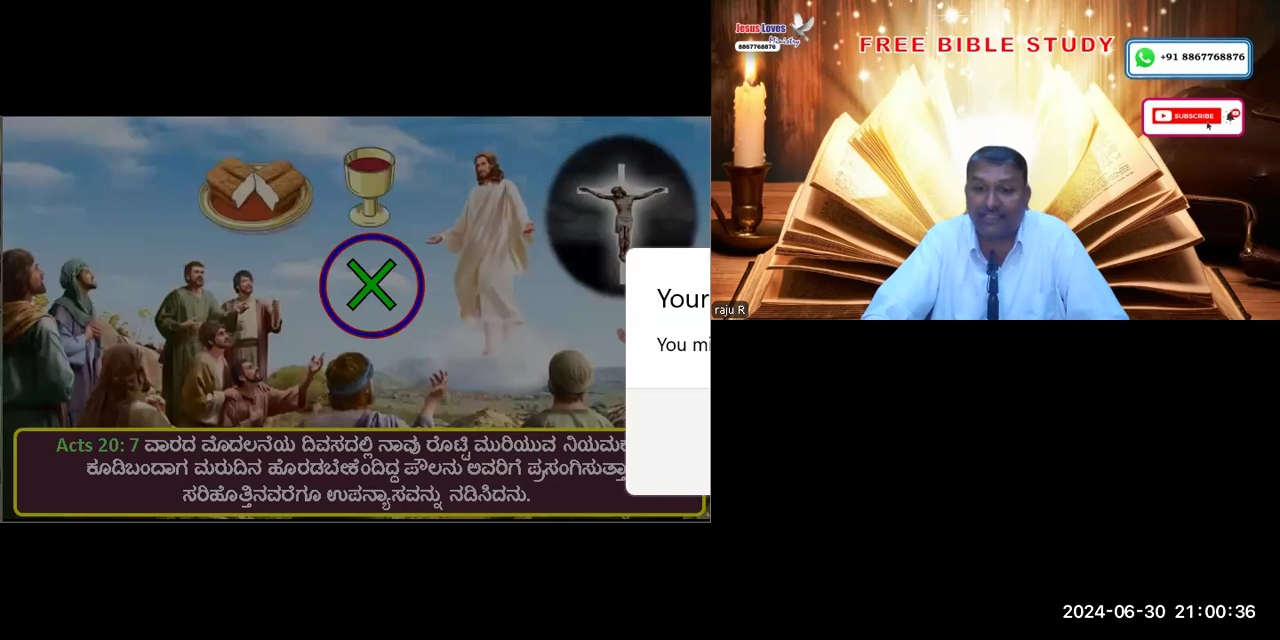 Jesus Loves
Ministry
8867768876
FREE BIBLE STUDY
+91 8867768876
SUBSCRIBE
Your
You mi
raju R
Acts 20: 7 ವಾರದ ಮೊದಲನೆಯ ದಿವಸದಲ್ಲಿ ನಾವು ರೊಟ್ಟಿ ಮುರಿಯುವ ನಿಯಮಕ
ಕೂಡಿಬಂದಾಗ ಮರುದಿನ ಹೊರಡಬೇಕೆಂದಿದ್ದ ಪೌಲನು ಅವರಿಗೆ ಪ್ರಸಂಗಿಸುತ್ತಾ
ಸರಿಹೊತ್ತಿನವರೆಗೂ ಉಪನ್ಯಾಸವನ್ನು ನಡಿಸಿದನು.
2024-06-30 21:00:36